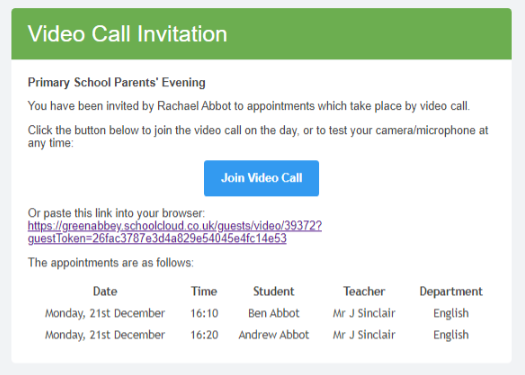 Video Call Invitation
Primary School Parents' Evening
You have been invited by Rachael Abbot to appointments which take place by video call.
Click the button below to join the video call on the day, or to test your camera/microphone at
any time:
Join Video Call
Or paste this link into your browser:
https://greenabbey.schoolcloud.co.uk/guests/video/39372?
guestToken=26fac3787e3d4a829e54045e4fc14e53
The appointments are as follows:
Date Time Student Teacher Department
Monday, 21st December 16:10 Ben Abbot Mr J Sinclair English
Monday, 21st December 16:20 Andrew Abbot Mr J Sinclair English